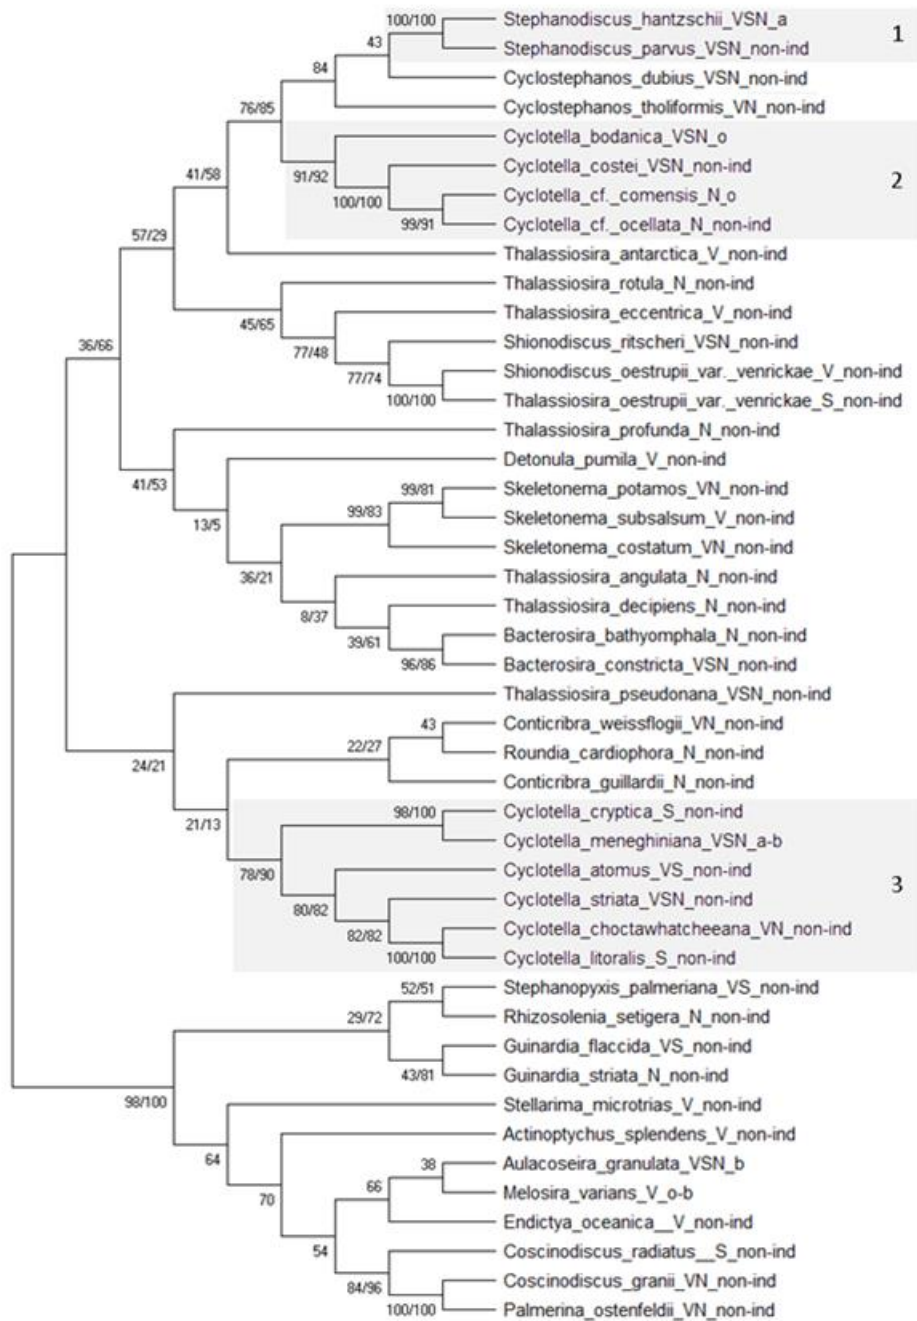 100/100 Stephanodiscus_hantzschii_VSN_a
1
43 Stephanodiscus_parvus_VSN_non-ind
84 Cyclostephanos_dubius_VSN_non-ind
76/85 Cyclostephanos_tholiformis_VN_non-ind
Cyclotella_bodanica_VSN_o
41/58 91/92 Cyclotella_costei_VSN_non-ind
2
100/100 Cyclotella_cf._comensis_N_o
99/91 Cyclotella_cf._ocellata_N_non-ind
57/29
Thalassiosira_antarctica_V_non-ind
Thalassiosira_rotula_N_non-ind
45/65 Thalassiosira_eccentrica_V_non-ind
36/66 77/48 Shionodiscus_ritscheri_VSN_non-ind
77/74 Shionodiscus_oestrupii_var._venrickae_V_non-ind
100/100 Thalassiosira_oestrupii_var._venrickae_S_non-ind
Thalassiosira_profunda_N_non-ind
41/53 Detonula_pumila_V_non-ind
99/81 Skeletonema_potamos_VN_non-ind
13/5 99/83 Skeletonema_subsalsum_V_non-ind
Skeletonema_costatum_VN_non-ind
36/21 Thalassiosira_angulata_N_non-ind
8/37 Thalassiosira_decipiens_N_non-ind
39/61 Bacterosira_bathyomphala_N_non-ind
96/86 Bacterosira_constricta_VSN_non-ind
Thalassiosira_pseudonana_VSN_non-ind
43 Conticribra_weissflogii_VN_non-ind
22/27 Roundia_cardiophora_N_non-ind
24/21 Conticribra_guillardii_N_non-ind
98/100 Cyclotella_cryptica_S_non-ind
21/13 Cyclotella_meneghiniana_VSN_a-b
78/90 Cyclotella_atomus_VS_non-ind
3
80/82 Cyclotella_striata_VSN_non-ind
82/82 Cyclotella_choctawhatcheeana_VN_non-ind
100/100 Cyclotella_litoralis_S_non-ind
52/51 Stephanopyxis_palmeriana_VS_non-ind
29/72 Rhizosolenia_setigera_N_non-ind
Guinardia_flaccida_VS_non-ind
43/81 Guinardia_striata_N_non-ind
98/100 Stellarima_microtrias_V_non-ind
64 Actinoptychus_splendens_V_non-ind
38 Aulacoseira_granulata_VSN_b
70 66 Melosira_varians_V_o-b
Endictya_oceanica__V_non-ind
54 Coscinodiscus_radiatus__S_non-ind
84/96 Coscinodiscus_granii_VN_non-ind
100/100 Palmerina_ostenfeldii_VN_non-ind